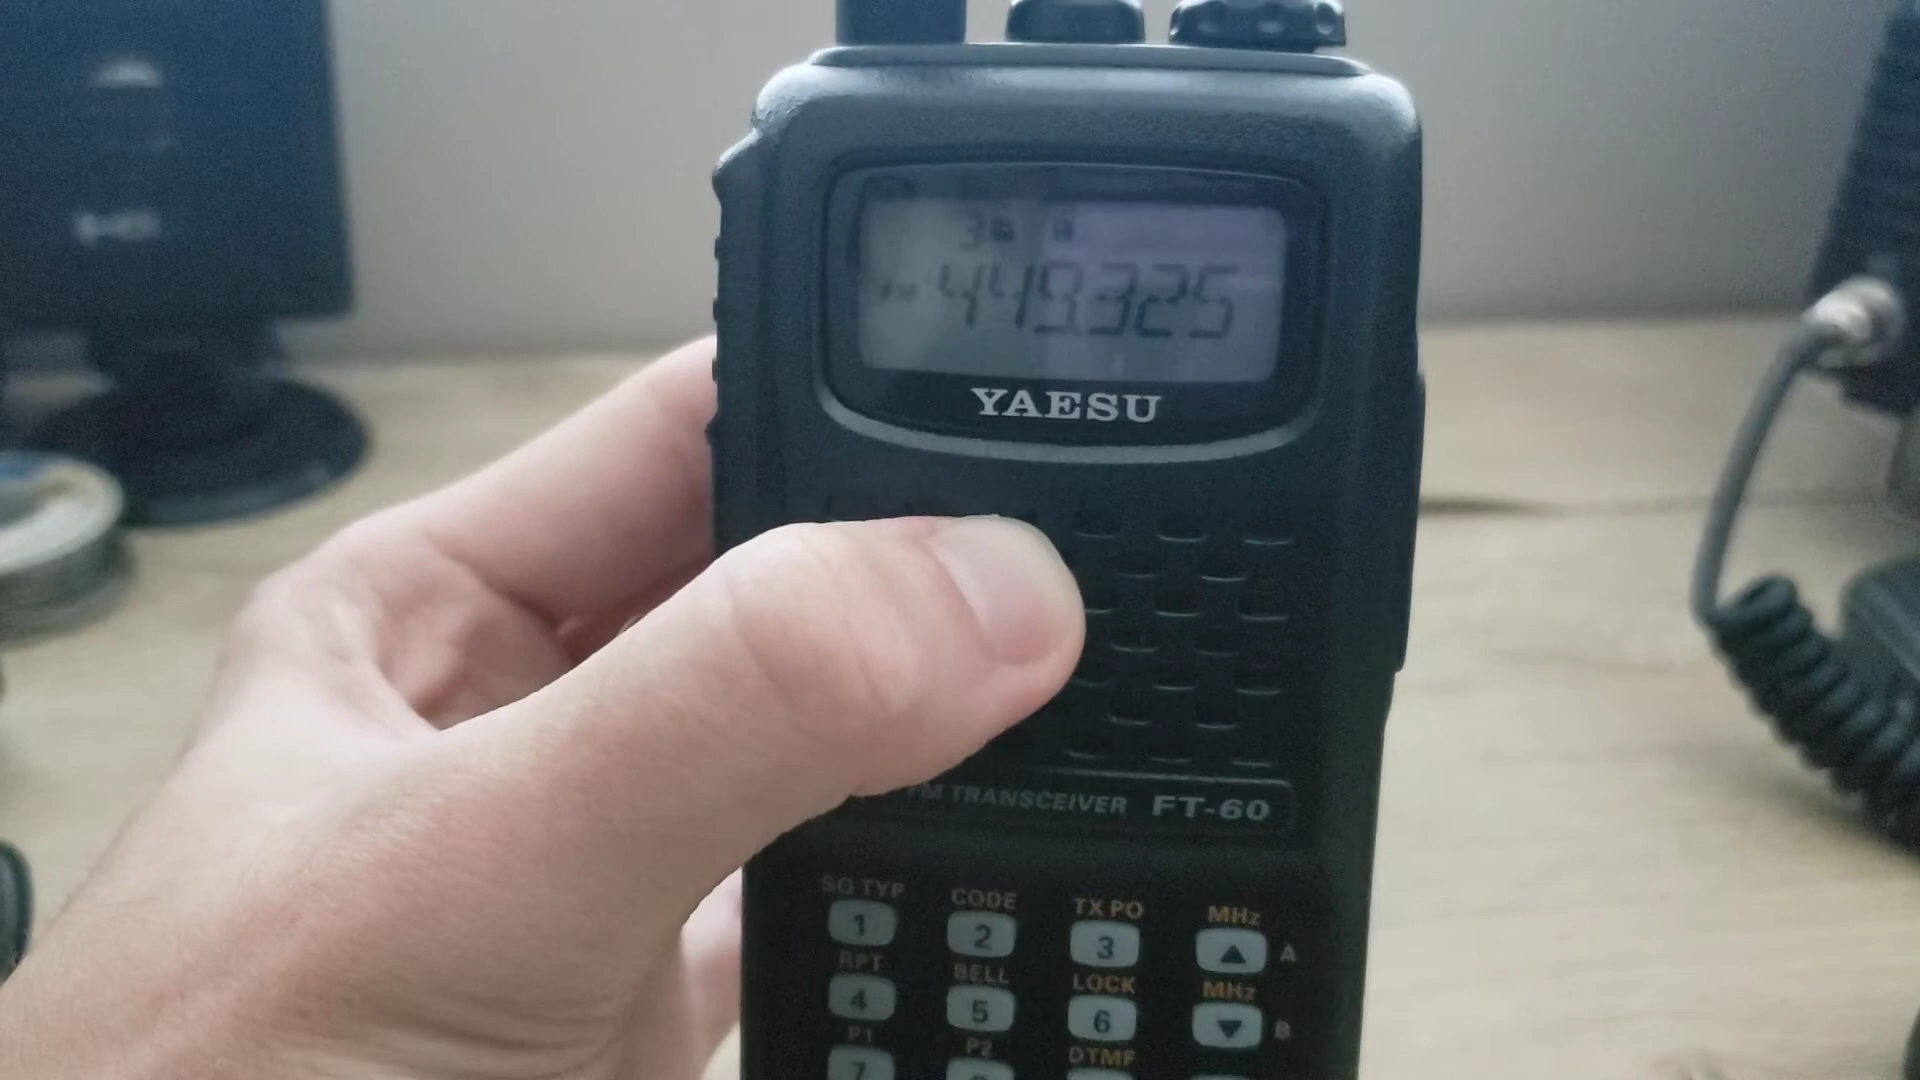 3
449.325
YAESU
FM TRANSCEIVER FT-60
SQ TYP CODE TX PO MHz
1 2 3 ▲ A
RPT BELL LOCK MHz
4 5 6 ▼ B
P1 P2 DTMF
7